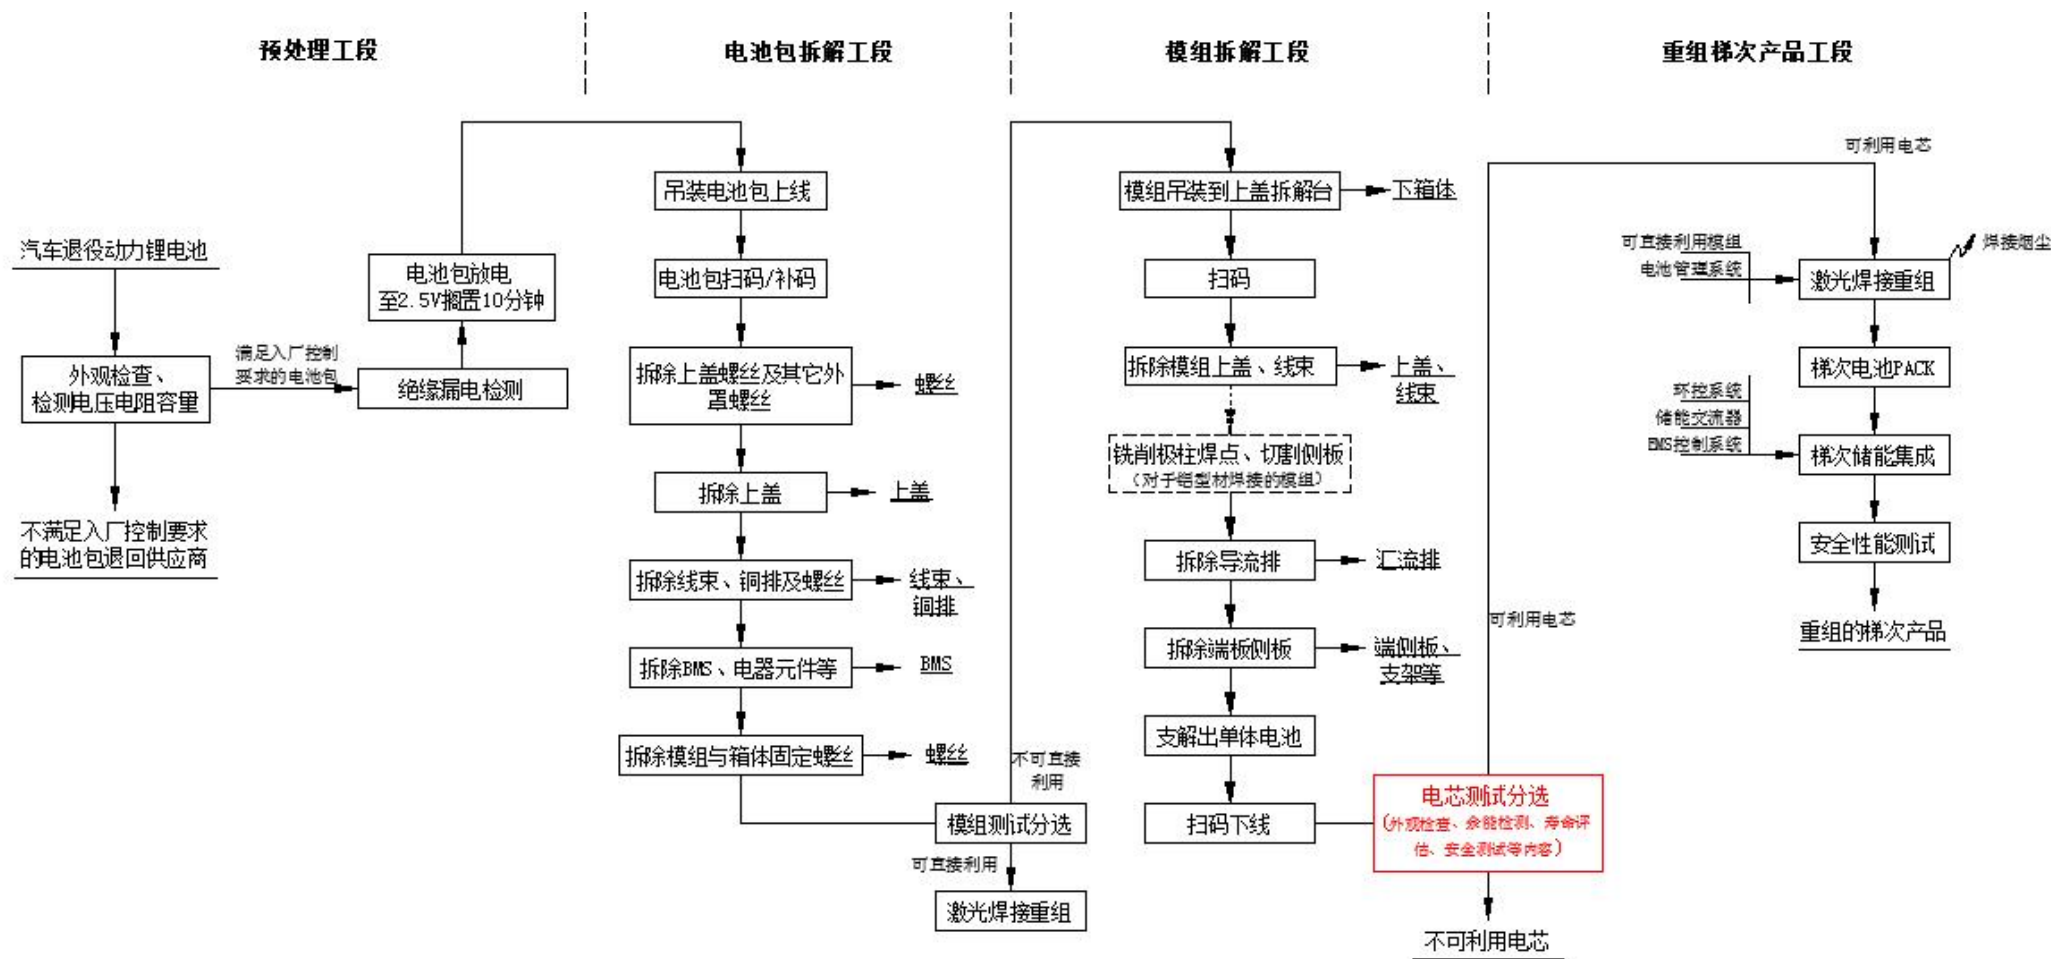 预处理工段
电池包拆解工段
模组拆解工段
重组梯次产品工段
汽车退役动力锂电池
外观检查、
检测电压电阻容量
不满足入厂控制要求
的电池包退回供应商
满足入厂控制
要求的电池包
绝缘漏电检测
电池包放电
至2.5V搁置10分钟
吊装电池包上线
电池包扫码/补码
拆除上盖螺丝及其它外
罩螺丝
螺丝
拆除上盖
上盖
拆除线束、铜排及螺丝
线束、
铜排
拆除BMS、电器元件等
BMS
拆除模组与箱体固定螺丝
螺丝
模组测试分选
不可直接
利用
可直接利用
激光焊接重组
模组吊装到上盖拆解台
下箱体
扫码
拆除模组上盖、线束
上盖、
线束
铣削极柱焊点、切割侧板
（对于铝型材焊接的模组）
拆除导流排
汇流排
拆除端板侧板
端侧板、
支架等
支解出单体电池
扫码下线
电芯测试分选
（外观检查、余能检测、寿命评
估、安全测试等内容）
不可利用电芯
可利用电芯
可利用电芯
可直接利用模组
电池管理系统
激光焊接重组
焊接烟尘
梯次电池PACK
环控系统
储能交流器
EMS控制系统
梯次储能集成
安全性能测试
重组的梯次产品